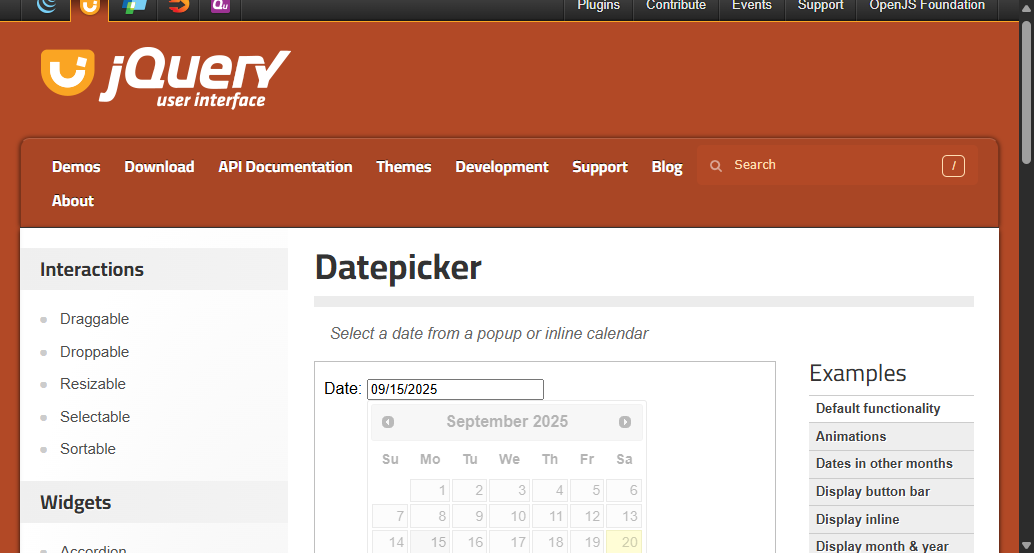 Qu
Plugins Contribute Events Support OpenJS Foundation
jQuery
user interface
Demos Download API Documentation Themes Development Support Blog
Search /
About
Interactions
Draggable
Droppable
Resizable
Selectable
Sortable
Widgets
Accordion
Datepicker
Select a date from a popup or inline calendar
Date: 09/15/2025
September 2025
Su Mo Tu We Th Fr Sa
1 2 3 4 5 6
7 8 9 10 11 12 13
14 15 16 17 18 19 20
Examples
Default functionality
Animations
Dates in other months
Display button bar
Display inline
Display month & year